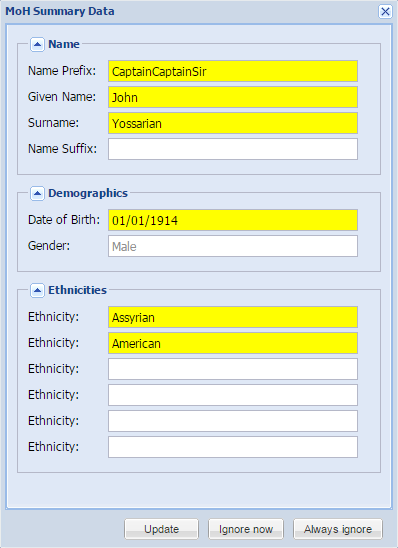 MoH Summary Data
Name
Name Prefix: CaptainCaptainSir
Given Name: John
Surname: Yossarian
Name Suffix:
Demographics
Date of Birth: 01/01/1914
Gender: Male
Ethnicities
Ethnicity: Assyrian
Ethnicity: American
Ethnicity:
Ethnicity:
Ethnicity:
Ethnicity:
Update Ignore now Always ignore